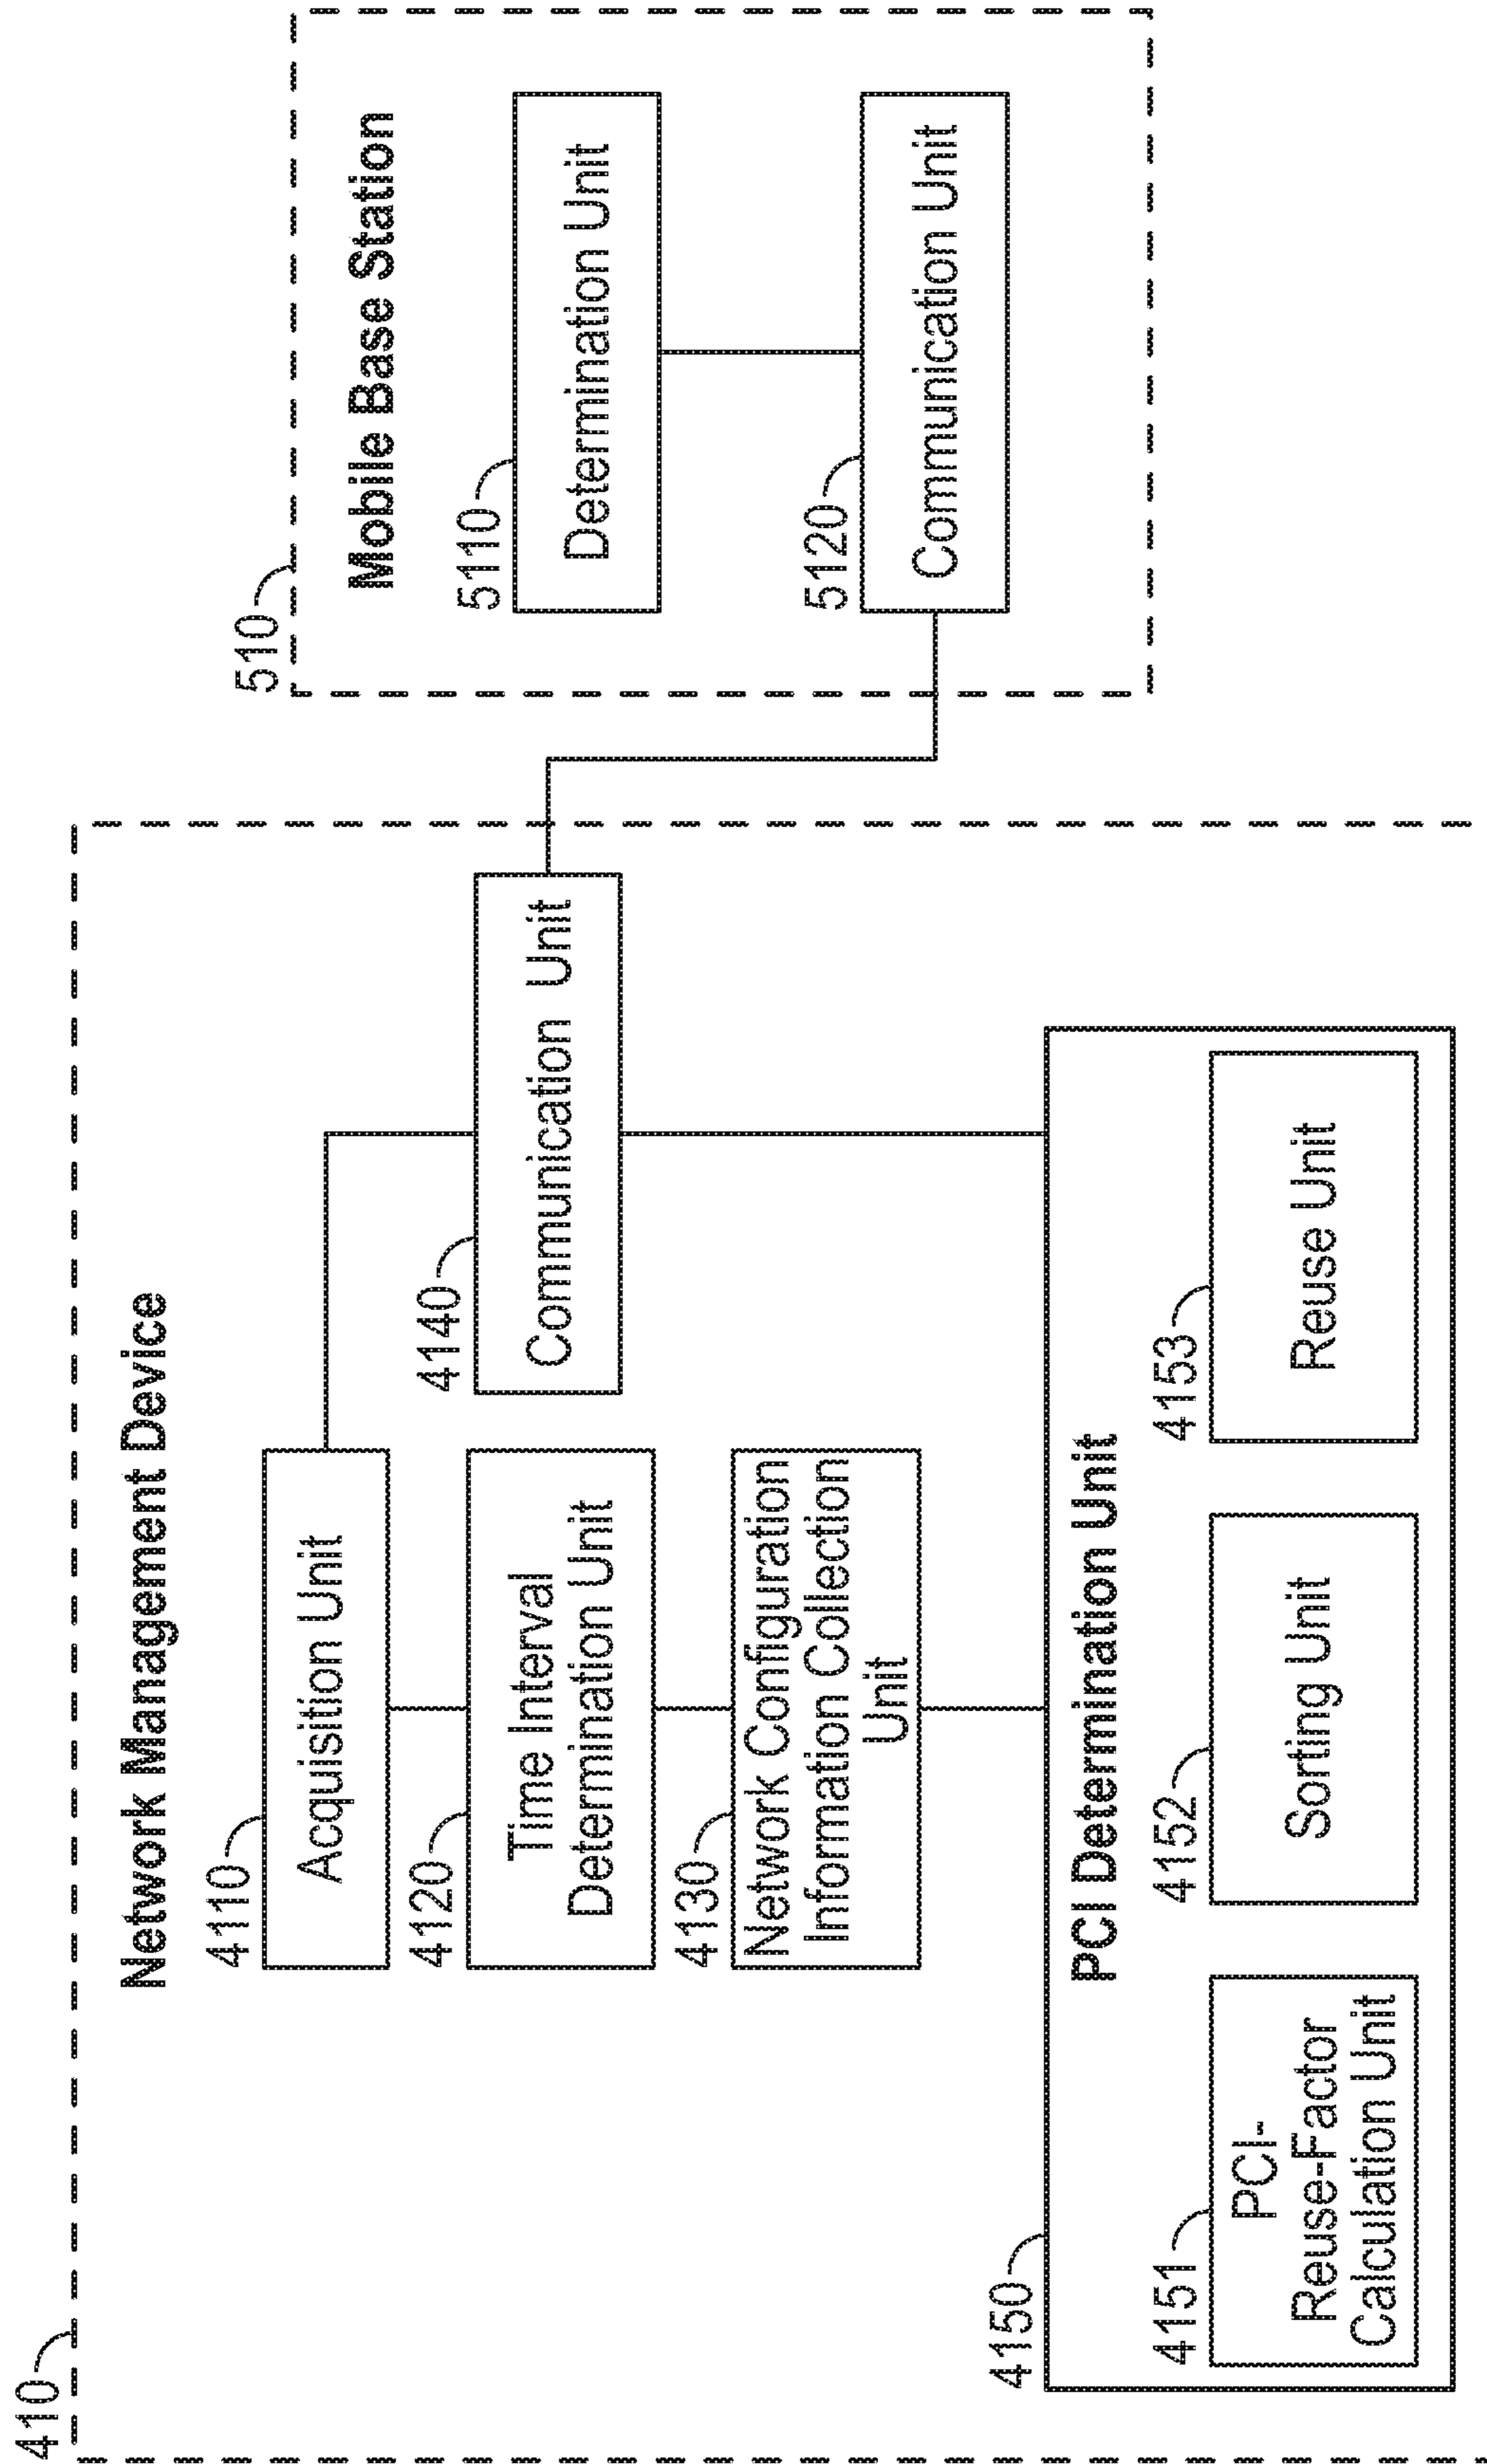 410
Network Management Device
4110
Acquisition Unit
4120
Time Interval
Determination Unit
4130
Network Configuration
Information Collection
Unit
4140
Communication Unit
4150
PCI Determination Unit
4151
PCI-
Reuse-Factor
Calculation Unit
4152
Sorting Unit
4153
Reuse Unit
510
Mobile Base Station
5110
Determination Unit
5120
Communication Unit